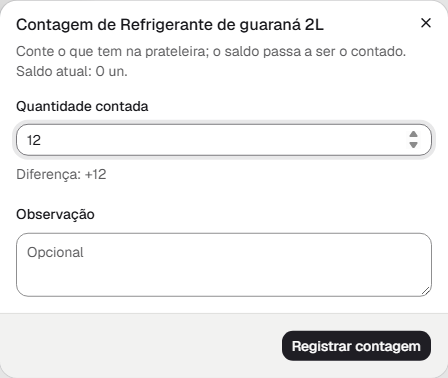 Contagem de Refrigerante de guaraná 2L
Conte o que tem na prateleira; o saldo passa a ser o contado.
Saldo atual: 0 un.
Quantidade contada
12
Diferença: +12
Observação
Opcional
Registrar contagem